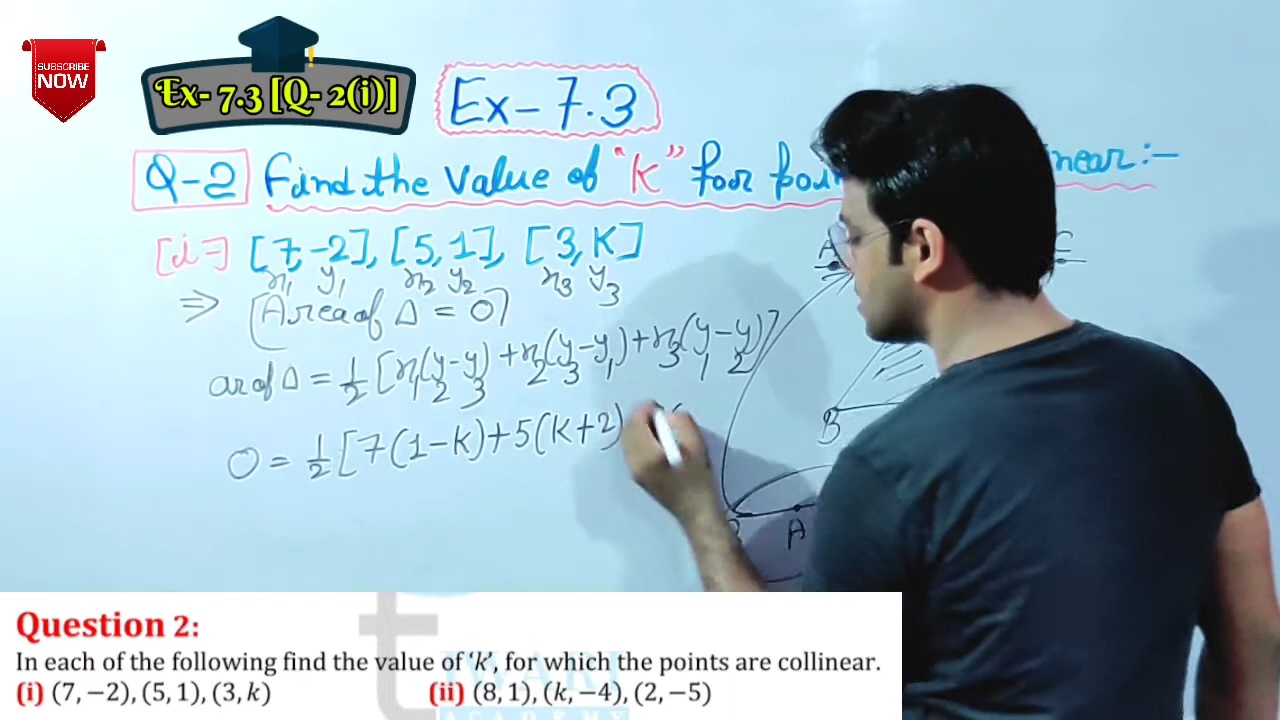 SUBSCRIBE
NOW
Ex- 7.3 [Q- 2(i)]
Ex-7.3
Q-2 Find the value of "K" for near:-
[i⇒] [7,-2], [5,1], [3,K]
x₁ y₁ x₂ y₂ x₃ y₃
A C
⇒ [Area of Δ = 0]
ar of Δ = 1/2 [x₁(y₂-y₃)+x₂(y₃-y₁)+x₃(y₁-y₂)]
B
0 = 1/2 [7(1-K)+5(K+2)
A
Question 2:
In each of the following find the value of ‘k’, for which the points are collinear.
(i) (7, −2), (5, 1), (3, k) (ii) (8, 1), (k, −4), (2, −5)